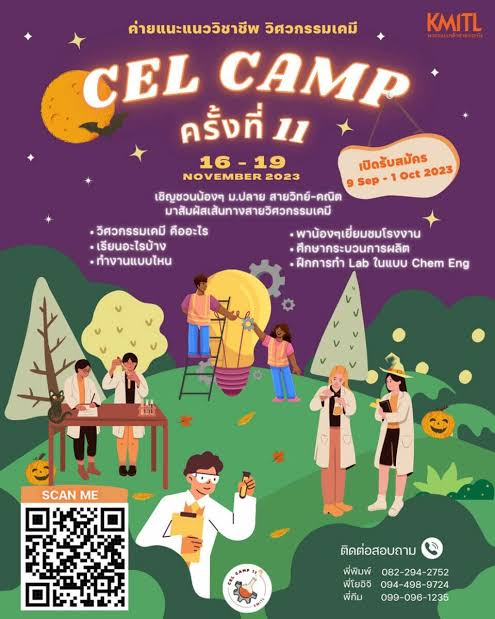 ค่ายแนะแนววิชาชีพ วิศวกรรมเคมี
KMITL
CEL CAMP
ครั้งที่ 11
16 - 19
NOVEMBER 2023
เปิดรับสมัคร
9 Sep - 1 Oct 2023
เชิญชวนน้องๆ ม.ปลาย สายวิทย์-คณิต
มาสัมผัสเส้นทางสายวิศวกรรมเคมี
• วิศวกรรมเคมี คืออะไร
• เรียนอะไรบ้าง
• ทำงานแบบไหน
• พาน้องๆเยี่ยมชมโรงงาน
• ศึกษากระบวนการผลิต
• ฝึกการทำ Lab ในแบบ Chem Eng
SCAN ME
CEL CAMP 11
KMITL
ติดต่อสอบถาม
พี่พิมพ์ 082-294-2752
พี่โยอิจิ 094-498-9724
พี่ทีม 099-096-1235